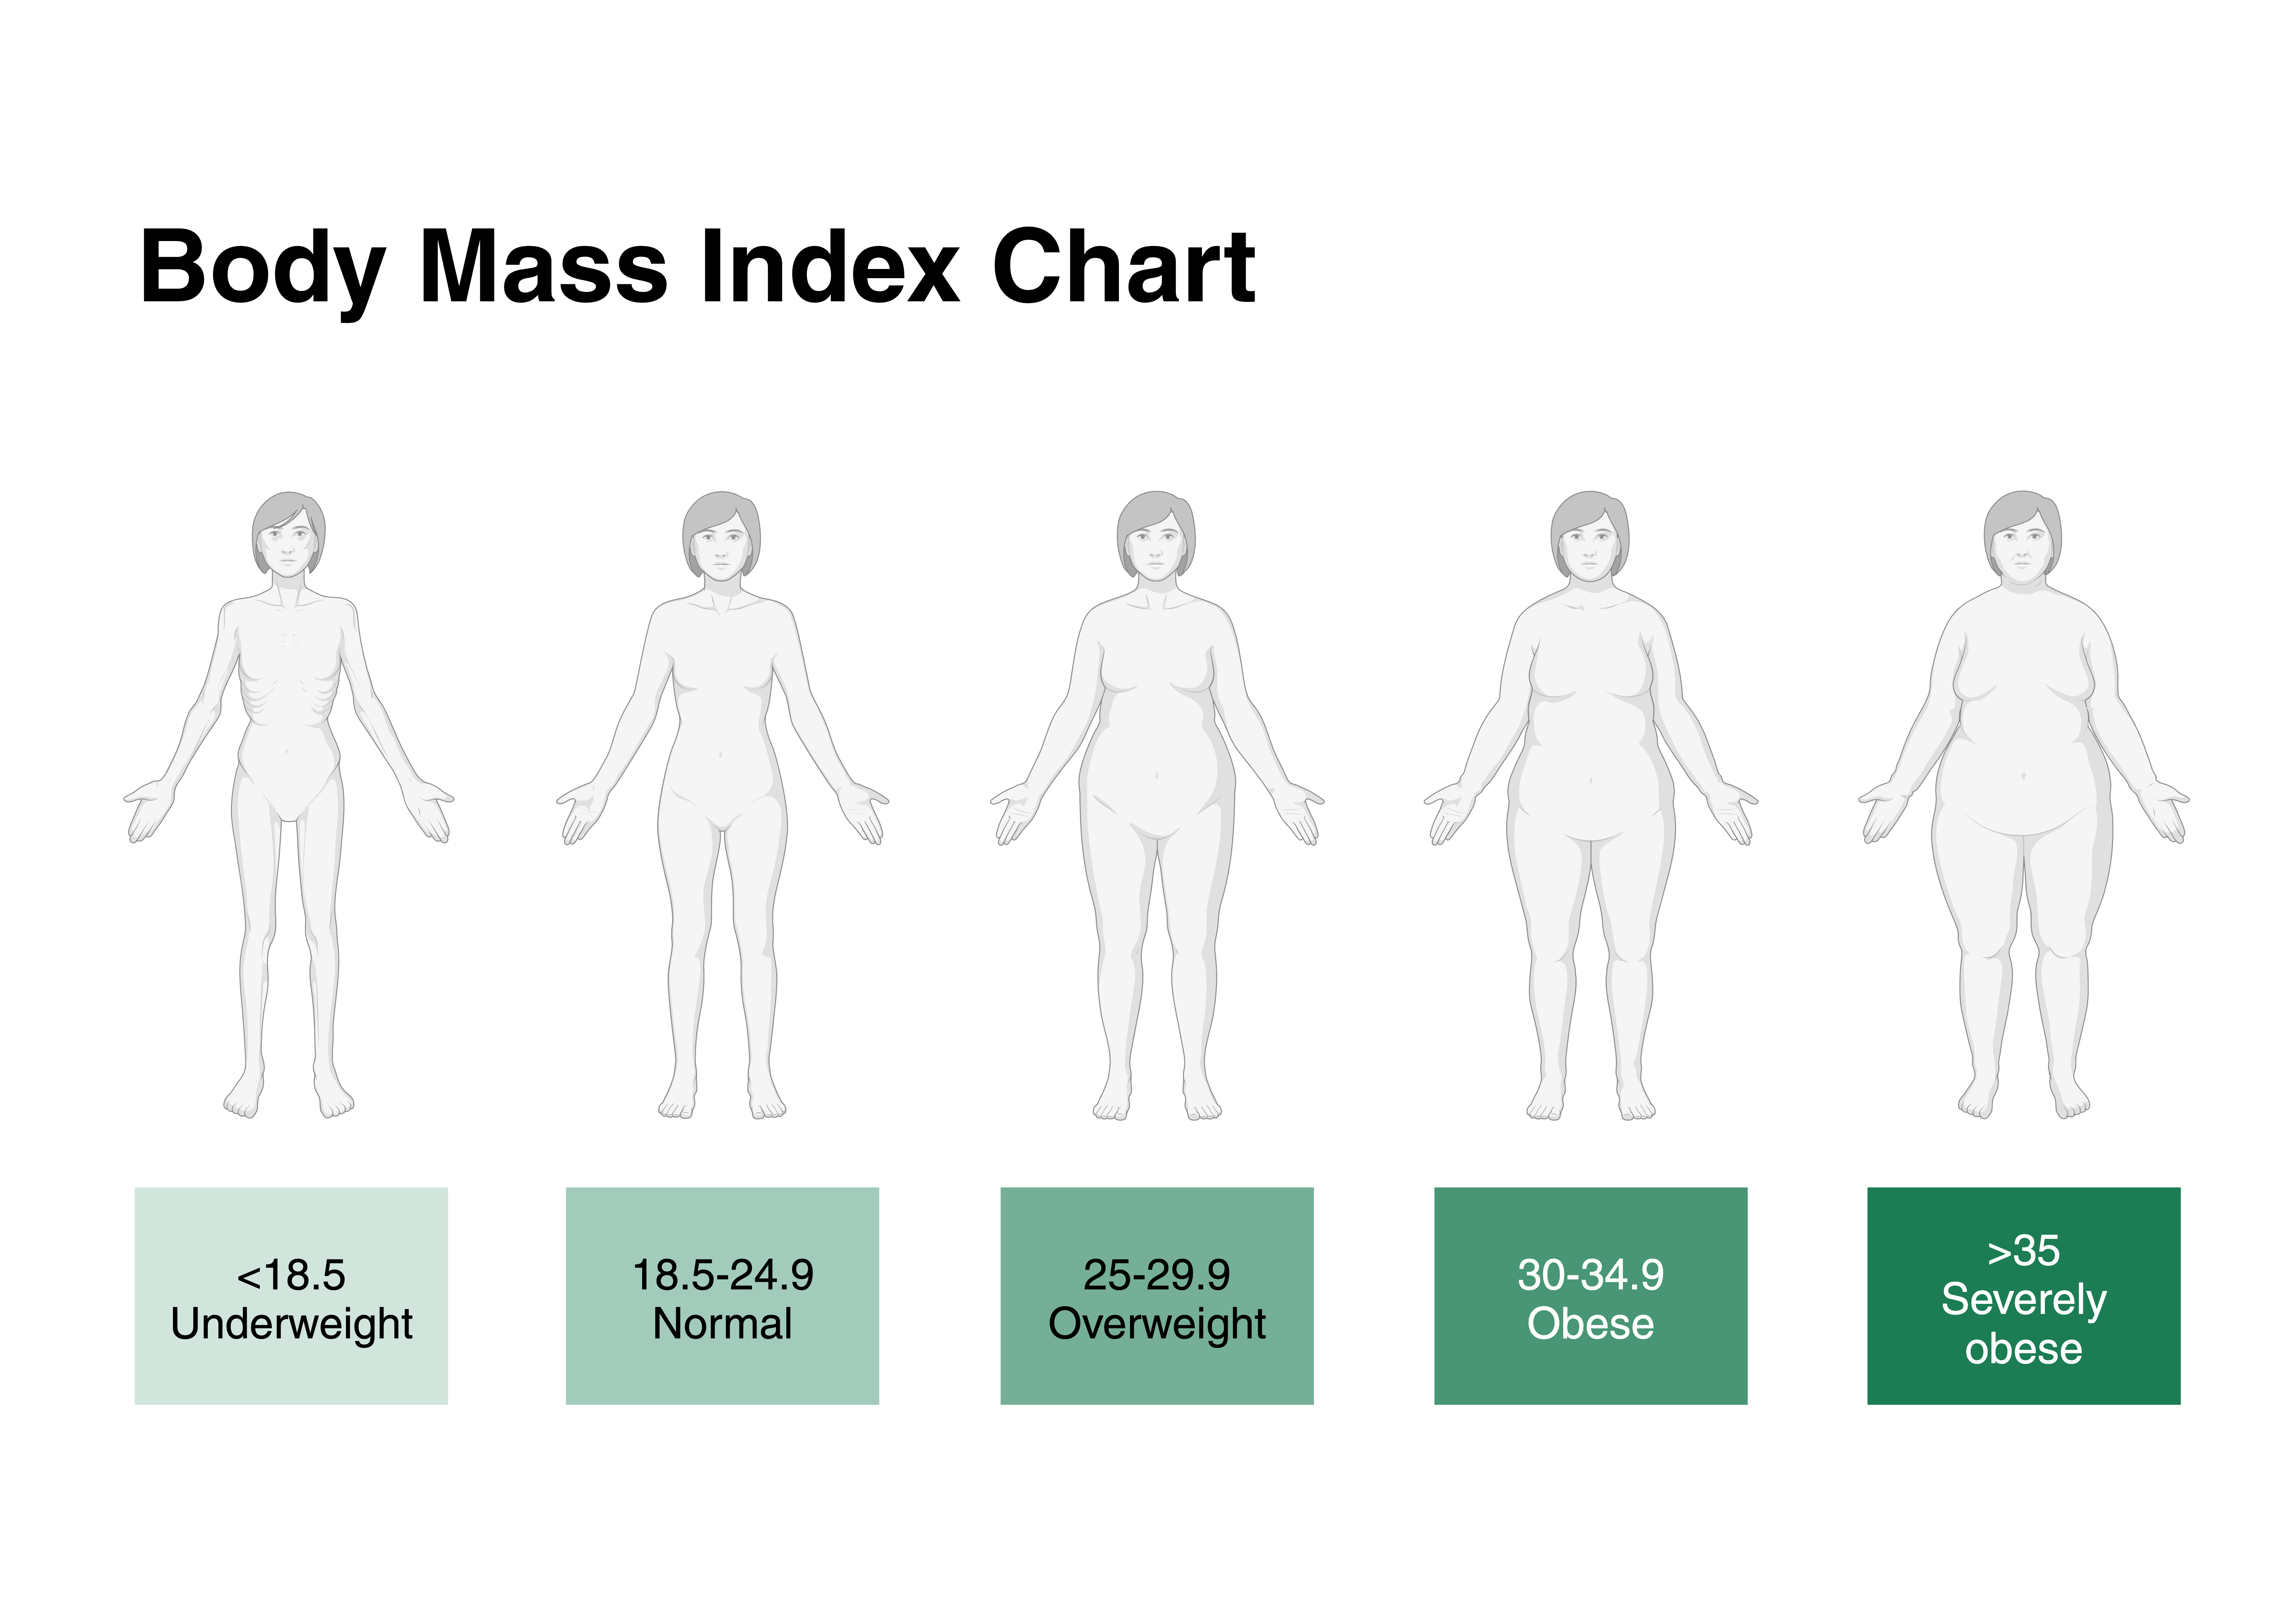 Body Mass Index Chart
<18.5
Underweight
18.5-24.9
Normal
25-29.9
Overweight
30-34.9
Obese
>35
Severely
obese